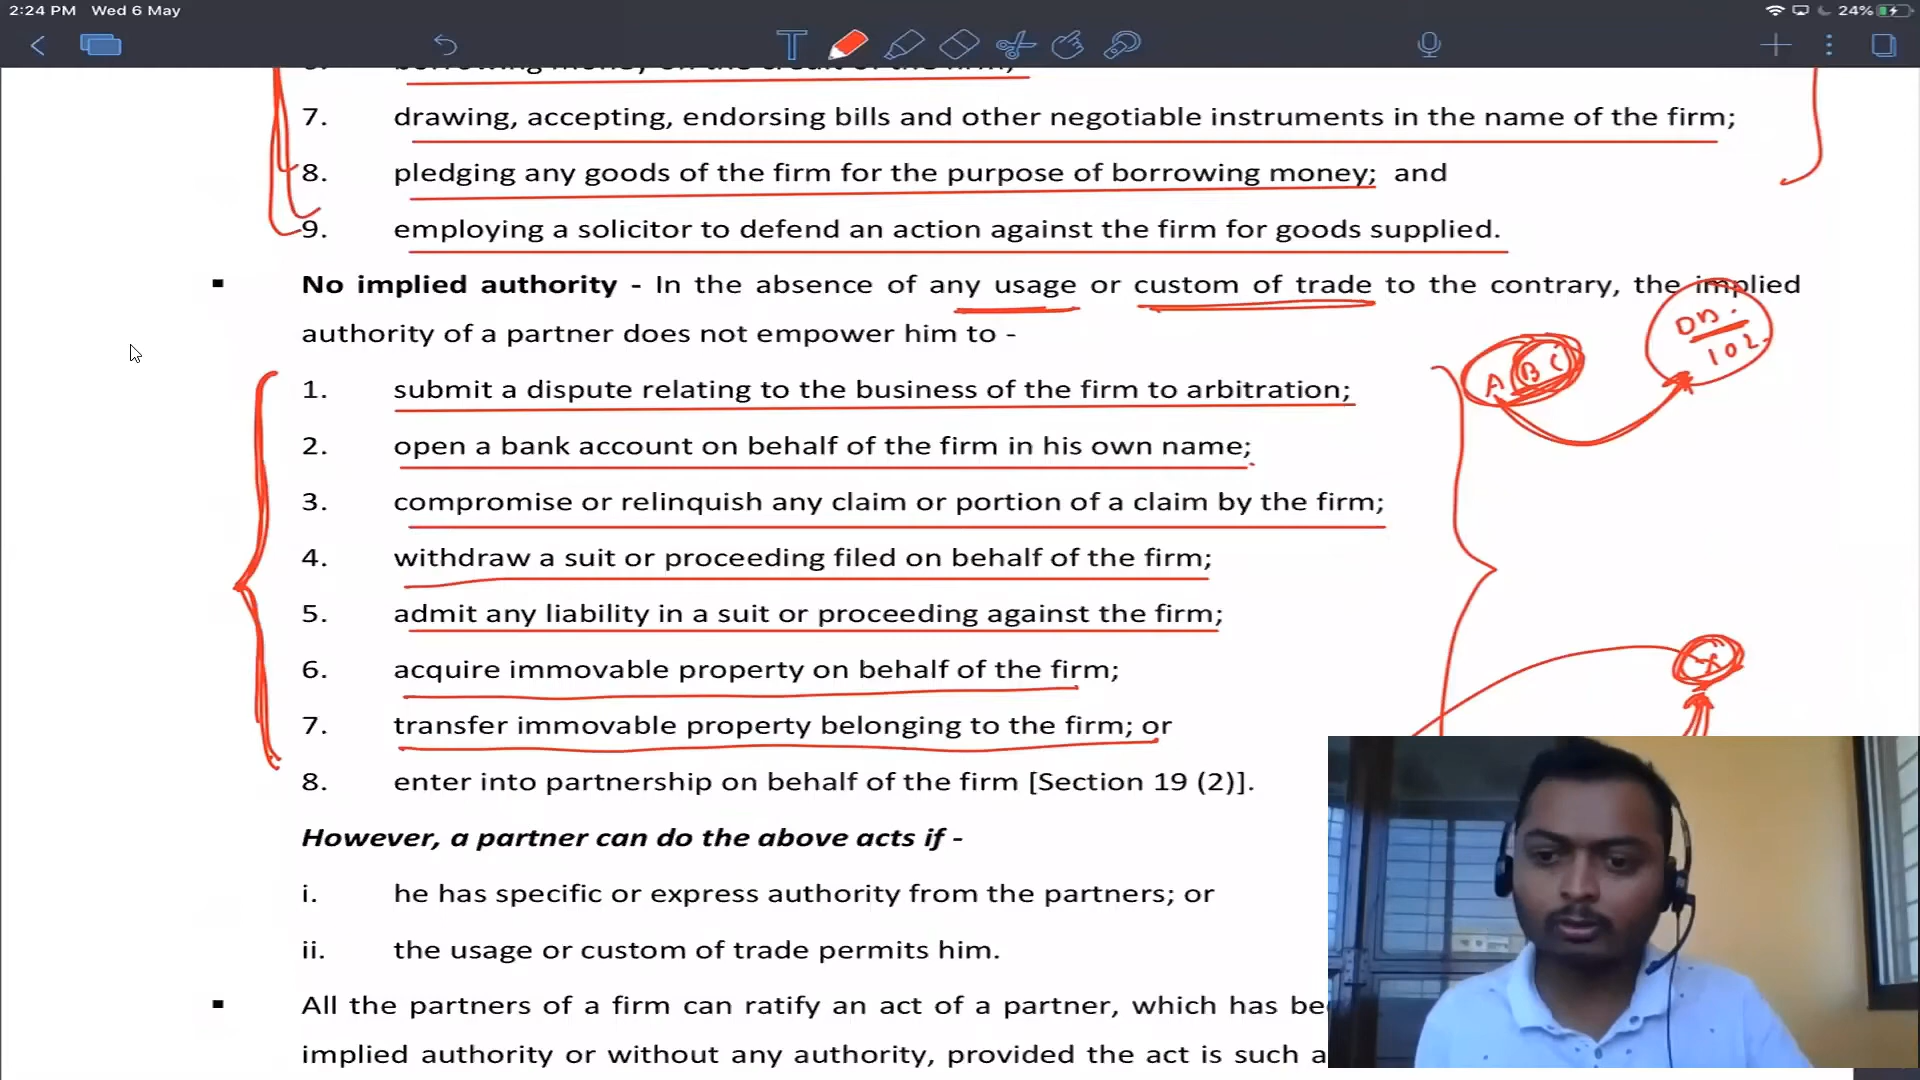 2:24 PM Wed 6 May
24%
borrowing money on the credit of the firm;
7. drawing, accepting, endorsing bills and other negotiable instruments in the name of the firm;
8. pledging any goods of the firm for the purpose of borrowing money; and
9. employing a solicitor to defend an action against the firm for goods supplied.
▪ No implied authority - In the absence of any usage or custom of trade to the contrary, the implied
authority of a partner does not empower him to -
1. submit a dispute relating to the business of the firm to arbitration;
A B C
102
2. open a bank account on behalf of the firm in his own name;
3. compromise or relinquish any claim or portion of a claim by the firm;
4. withdraw a suit or proceeding filed on behalf of the firm;
5. admit any liability in a suit or proceeding against the firm;
6. acquire immovable property on behalf of the firm;
X
7. transfer immovable property belonging to the firm; or
8. enter into partnership on behalf of the firm [Section 19 (2)].
However, a partner can do the above acts if -
i. he has specific or express authority from the partners; or
ii. the usage or custom of trade permits him.
▪ All the partners of a firm can ratify an act of a partner, which has be
implied authority or without any authority, provided the act is such a